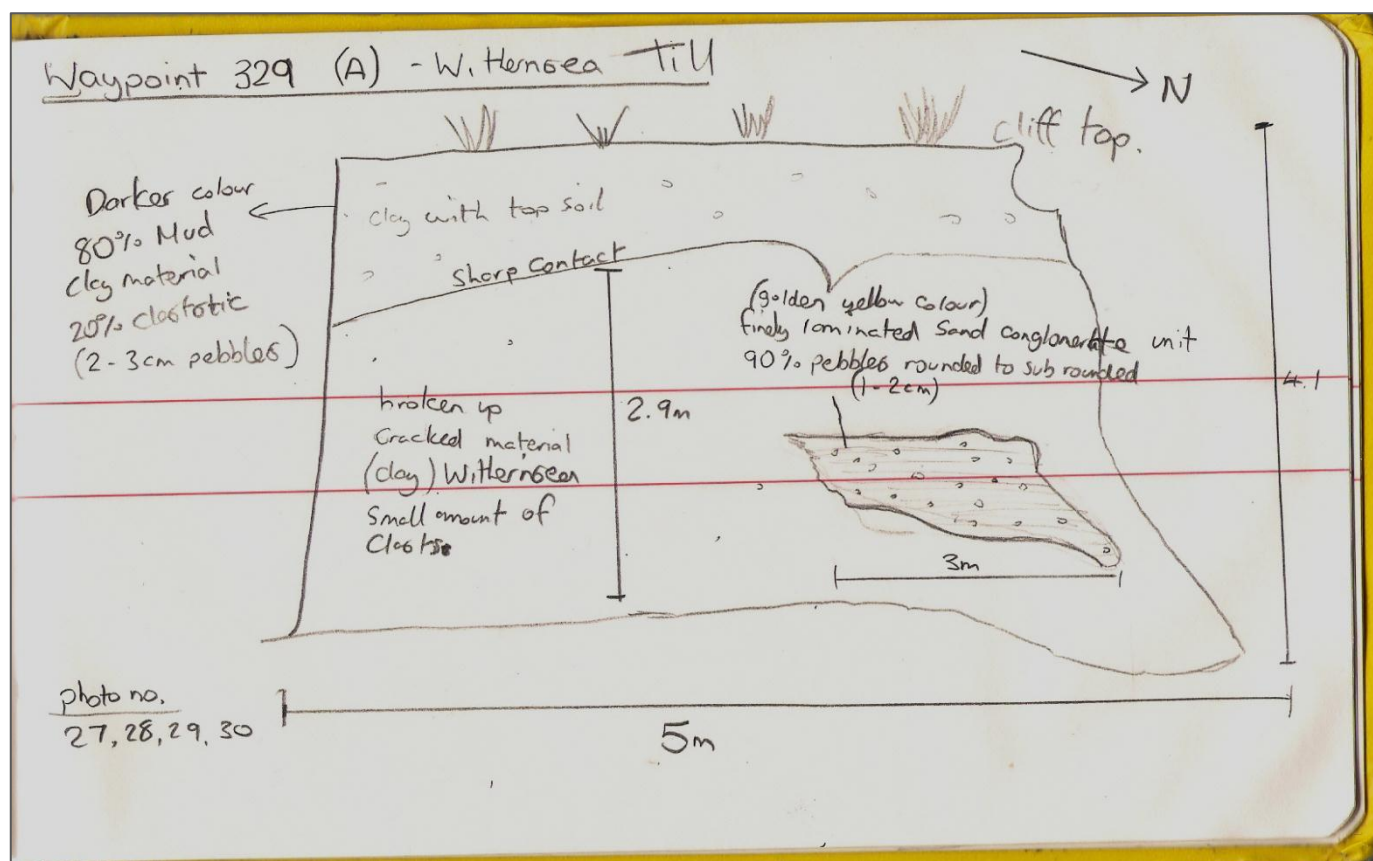 Waypoint 329 (A) - Withernsea Till
N
cliff top.
Darker colour
80% Mud
Clay material
20% Clastotic
(2-3cm pebbles)
Clay with top soil
Sharp Contact
(golden yellow colour)
finely laminated Sand conglomerate unit
90% pebbles rounded to sub rounded
(1-2cm)
4.1
2.9m
broken up
Cracked material
(clay) Withernsea
Small amount of
Clasts.
3m
photo no.
27, 28, 29, 30
5m